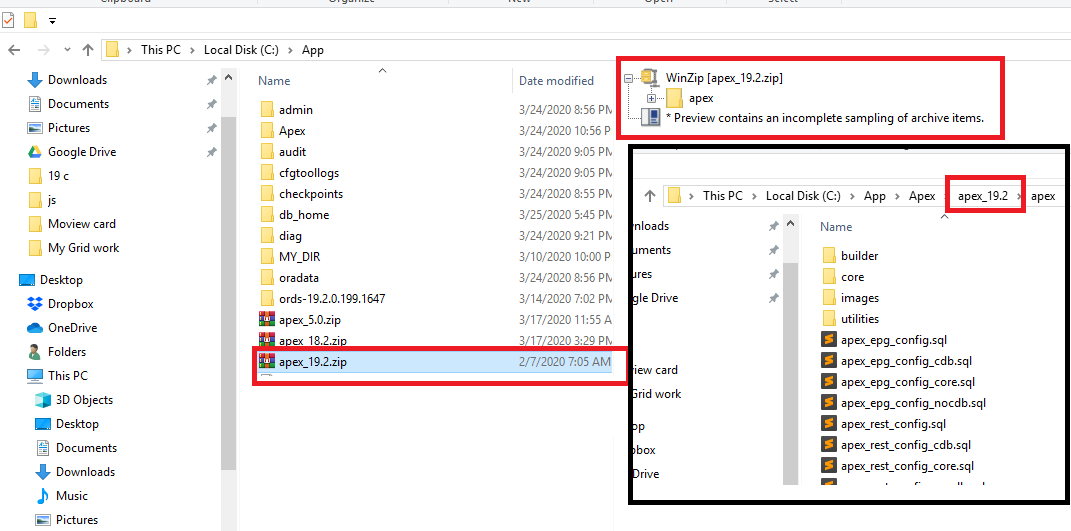 Clipboard
Organize
New
Open
Select
This PC > Local Disk (C:) > App
Downloads
Documents
Pictures
Google Drive
19 c
js
Moview card
My Grid work
Desktop
Dropbox
OneDrive
Folders
This PC
3D Objects
Desktop
Documents
Downloads
Music
Pictures
Name Date modified
admin 3/24/2020 8:56 PM
Apex 3/24/2020 10:56 P
audit 3/24/2020 9:05 PM
cfgtoollogs 3/24/2020 9:05 PM
checkpoints 3/24/2020 8:55 PM
db_home 3/25/2020 5:45 PM
diag 3/24/2020 9:21 PM
MY_DIR 3/10/2020 10:00 P
oradata 3/24/2020 8:56 PM
ords-19.2.0.199.1647 3/14/2020 7:02 PM
apex_5.0.zip 3/17/2020 11:55 A
apex_18.2.zip 3/17/2020 3:29 PM
apex_19.2.zip 2/7/2020 7:05 AM
WinZip [apex_19.2.zip]
apex
* Preview contains an incomplete sampling of archive items.
> This PC > Local Disk (C:) > App > Apex > apex_19.2 > apex
nloads
uments
ures
gle Drive
view card
Grid work
op
pbox
Drive
Name
builder
core
images
utilities
apex_epg_config.sql
apex_epg_config_cdb.sql
apex_epg_config_core.sql
apex_epg_config_nocdb.sql
apex_rest_config.sql
apex_rest_config_cdb.sql
apex_rest_config_core.sql